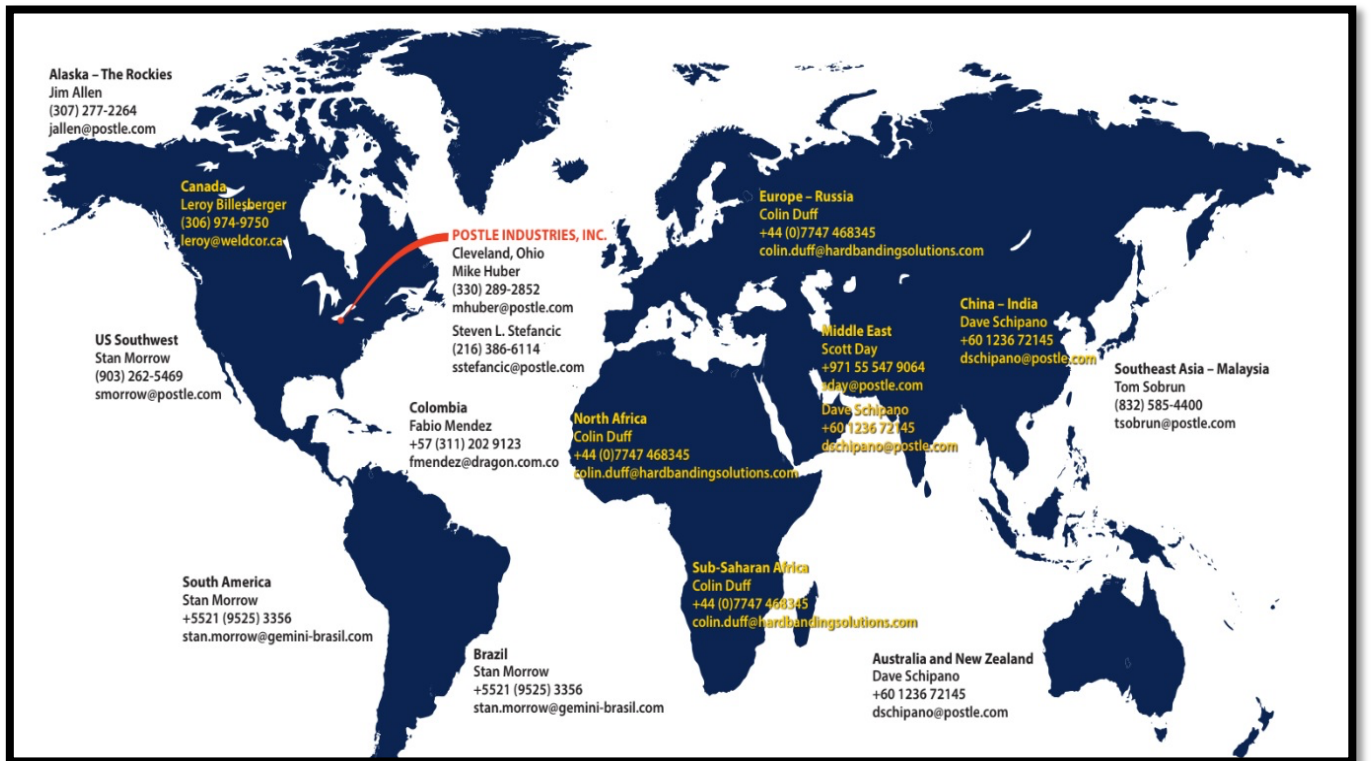 Alaska – The Rockies
Jim Allen
(307) 277-2264
jallen@postle.com
Canada
Leroy Billesberger
(306) 974-9750
leroy@weldcor.ca
POSTLE INDUSTRIES, INC.
Cleveland, Ohio
Mike Huber
(330) 289-2852
mhuber@postle.com
Steven L. Stefancic
(216) 386-6114
sstefancic@postle.com
Europe – Russia
Colin Duff
+44 (0)7747 468345
colin.duff@hardbandingsolutions.com
US Southwest
Stan Morrow
(903) 262-5469
smorrow@postle.com
Middle East
Scott Day
+971 55 547 9064
sday@postle.com
Dave Schipano
+60 1236 72145
dschipano@postle.com
China – India
Dave Schipano
+60 1236 72145
dschipano@postle.com
Southeast Asia – Malaysia
Tom Sobrun
(832) 585-4400
tsobrun@postle.com
Colombia
Fabio Mendez
+57 (311) 202 9123
fmendez@dragon.com.co
North Africa
Colin Duff
+44 (0)7747 468345
colin.duff@hardbandingsolutions.com
South America
Stan Morrow
+5521 (9525) 3356
stan.morrow@gemini-brasil.com
Sub-Saharan Africa
Colin Duff
+44 (0)7747 468345
colin.duff@hardbandingsolutions.com
Brazil
Stan Morrow
+5521 (9525) 3356
stan.morrow@gemini-brasil.com
Australia and New Zealand
Dave Schipano
+60 1236 72145
dschipano@postle.com